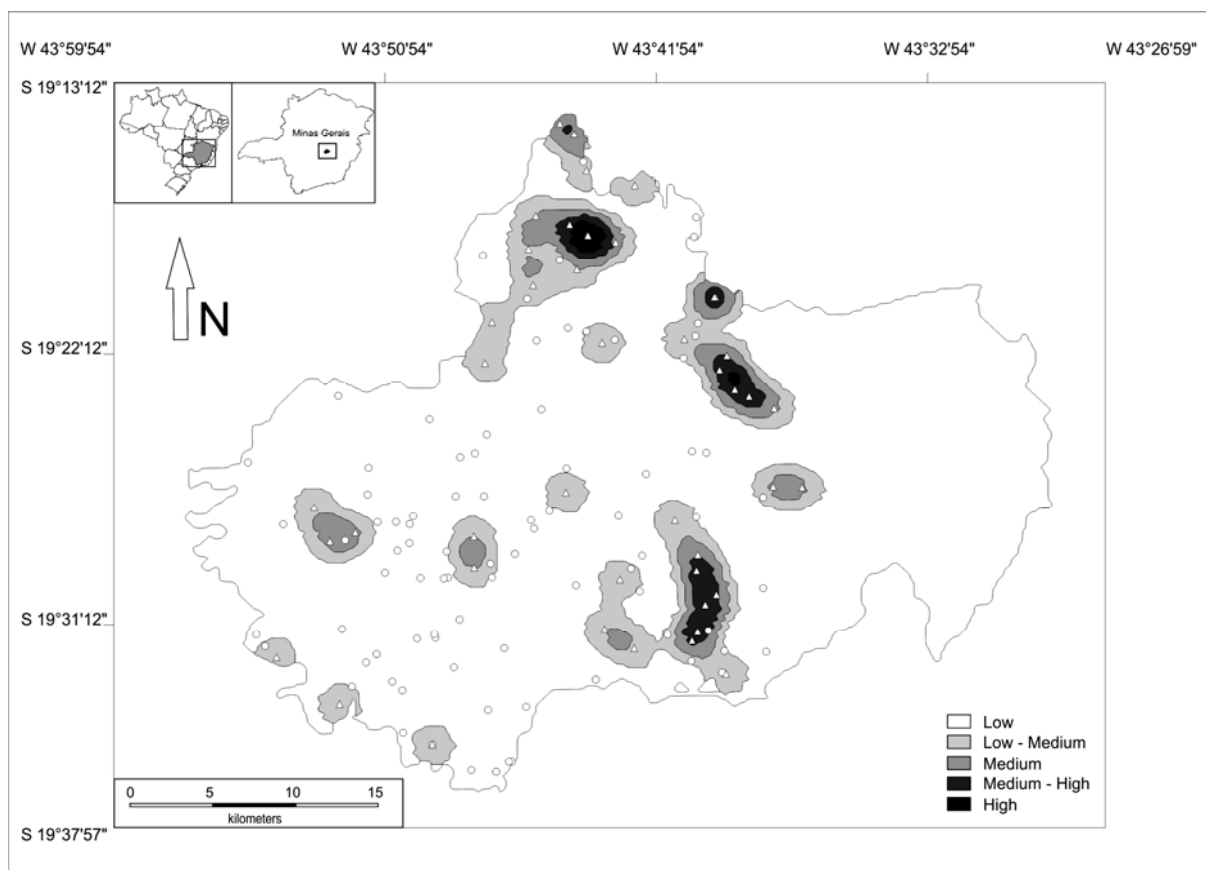 W 43°59'54" W 43°50'54" W 43°41'54" W 43°32'54" W 43°26'59"
S 19°13'12"
Minas Gerais
N
S 19°22'12"
S 19°31'12"
Low
Low - Medium
Medium
Medium - High
High
0 5 10 15
kilometers
S 19°37'57"